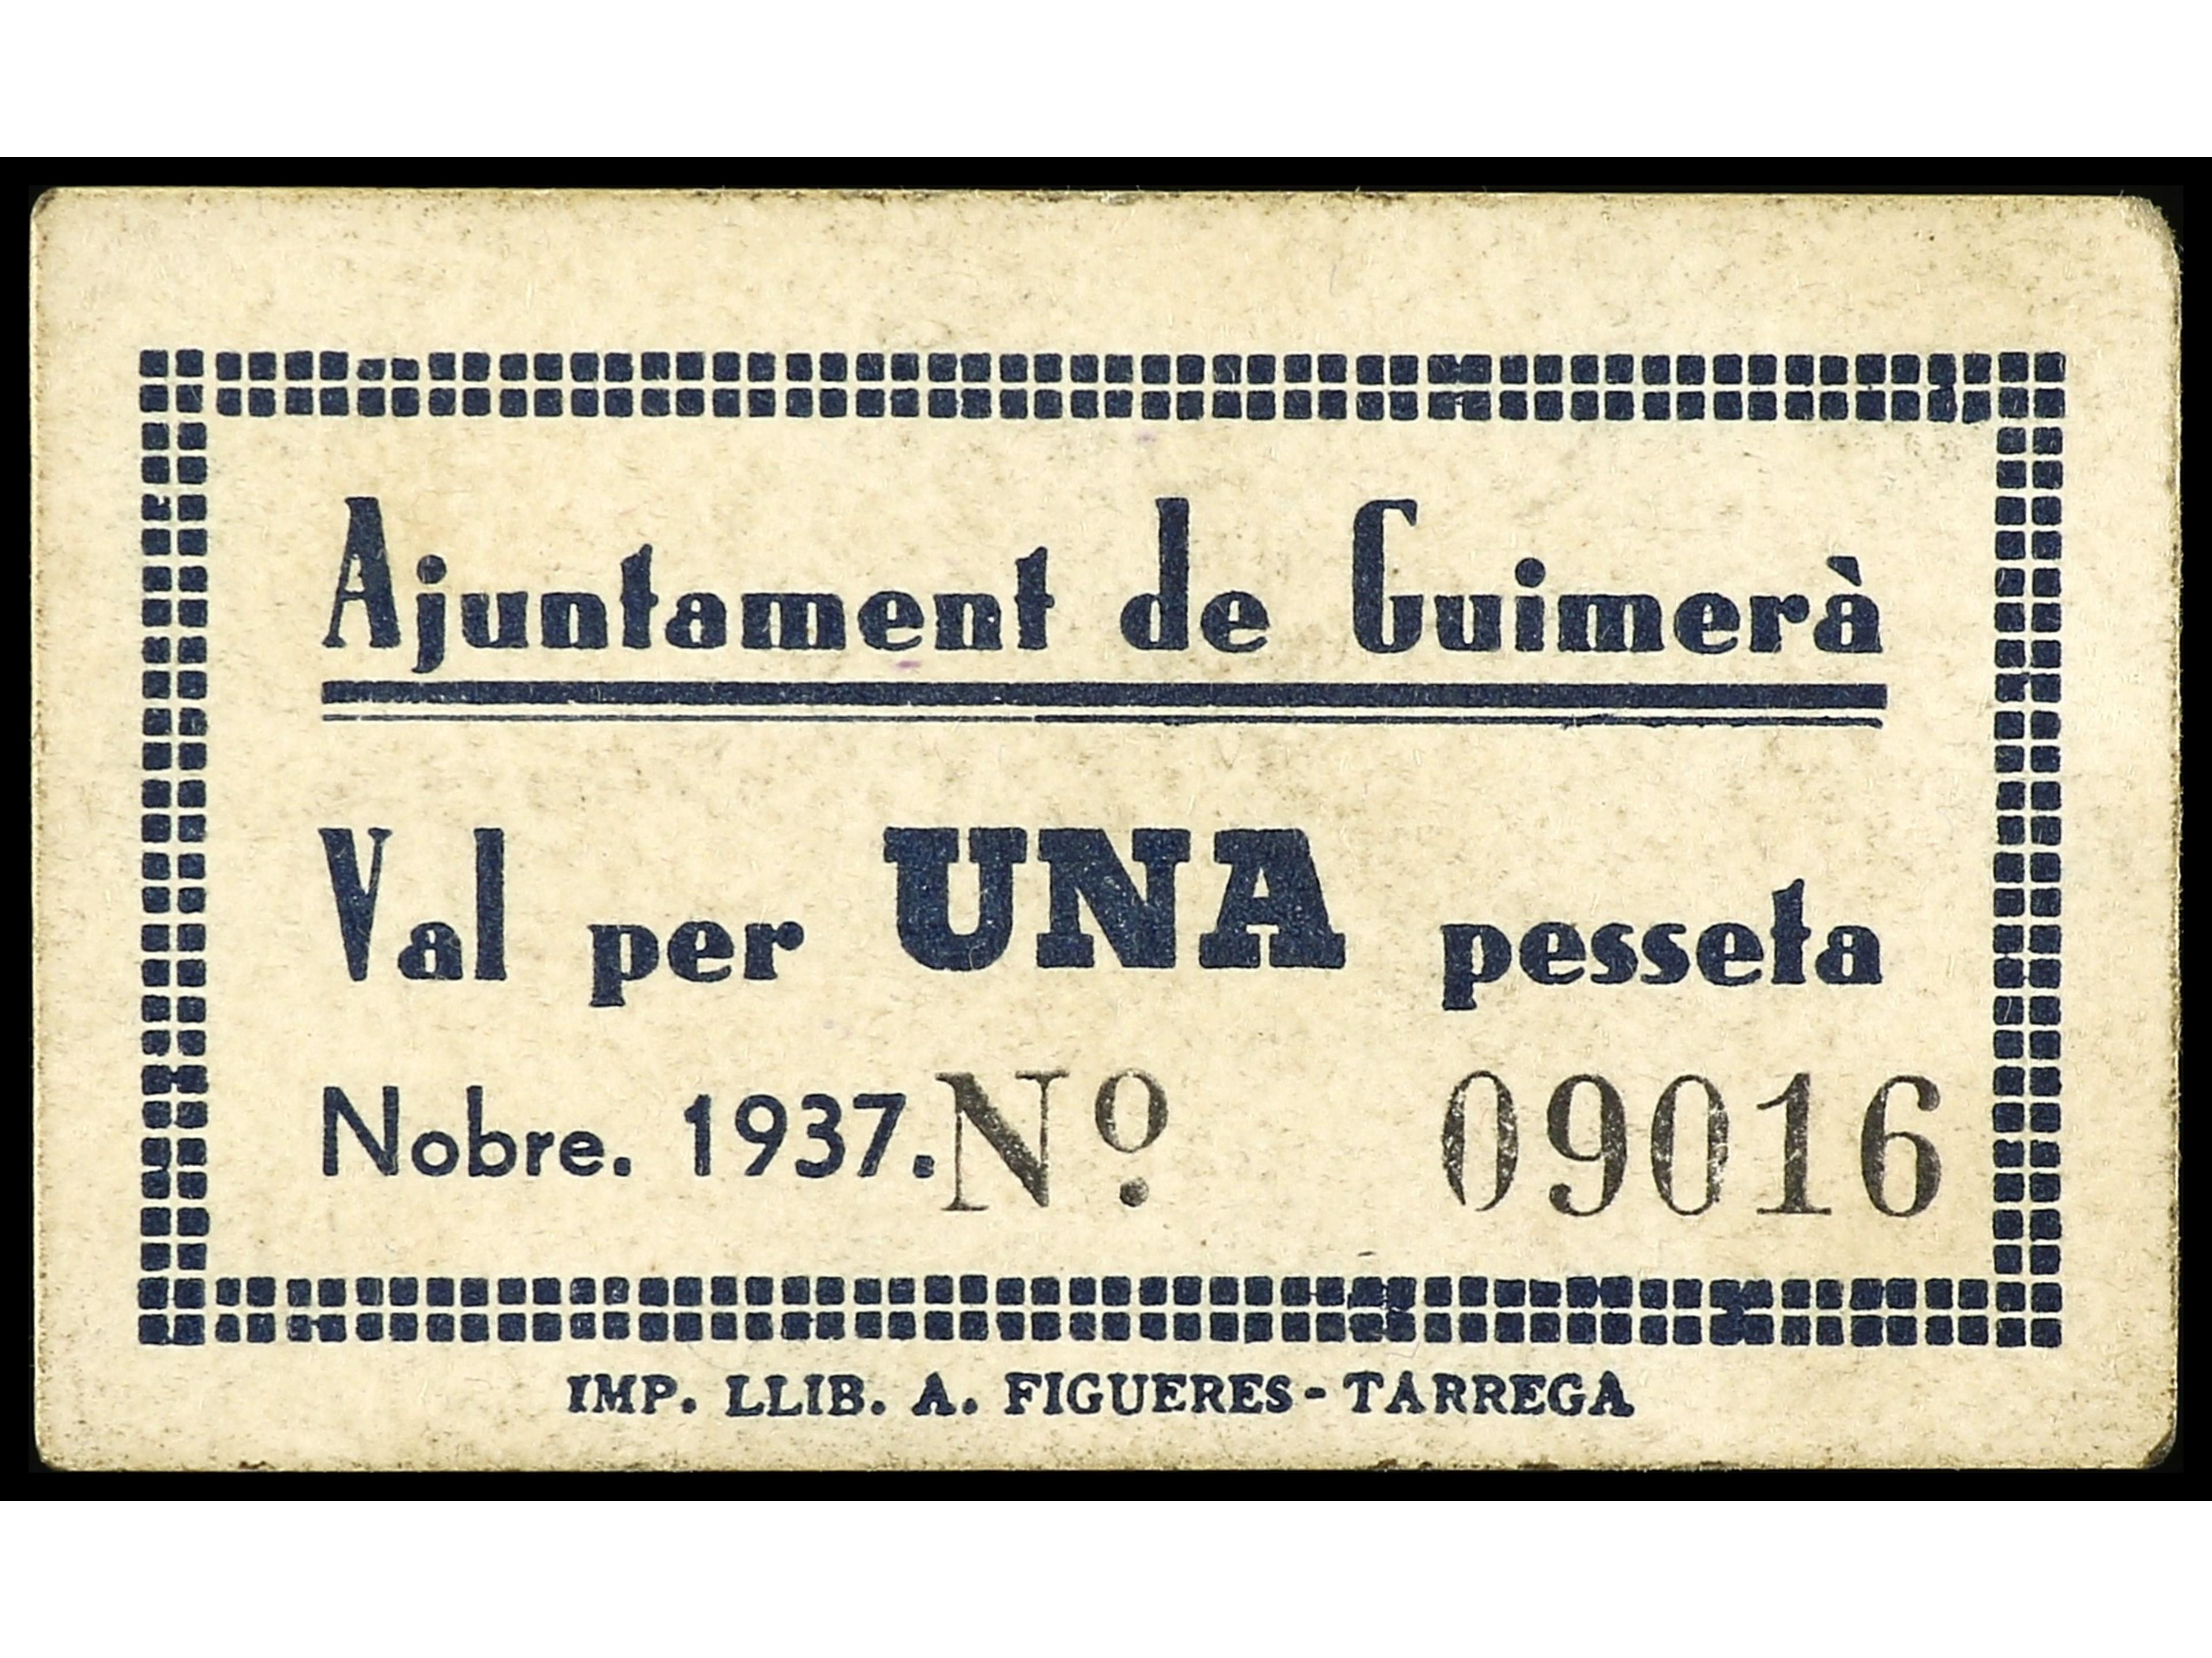 Ajuntament de Guimerà
Val per UNA pesseta
Nobre. 1937. Nº 09016
IMP. LLIB. A. FIGUERES - TARREGA